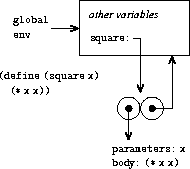 other variables
global
env
square:
(define (square x)
(* x x))
parameters: x
body: (* x x)